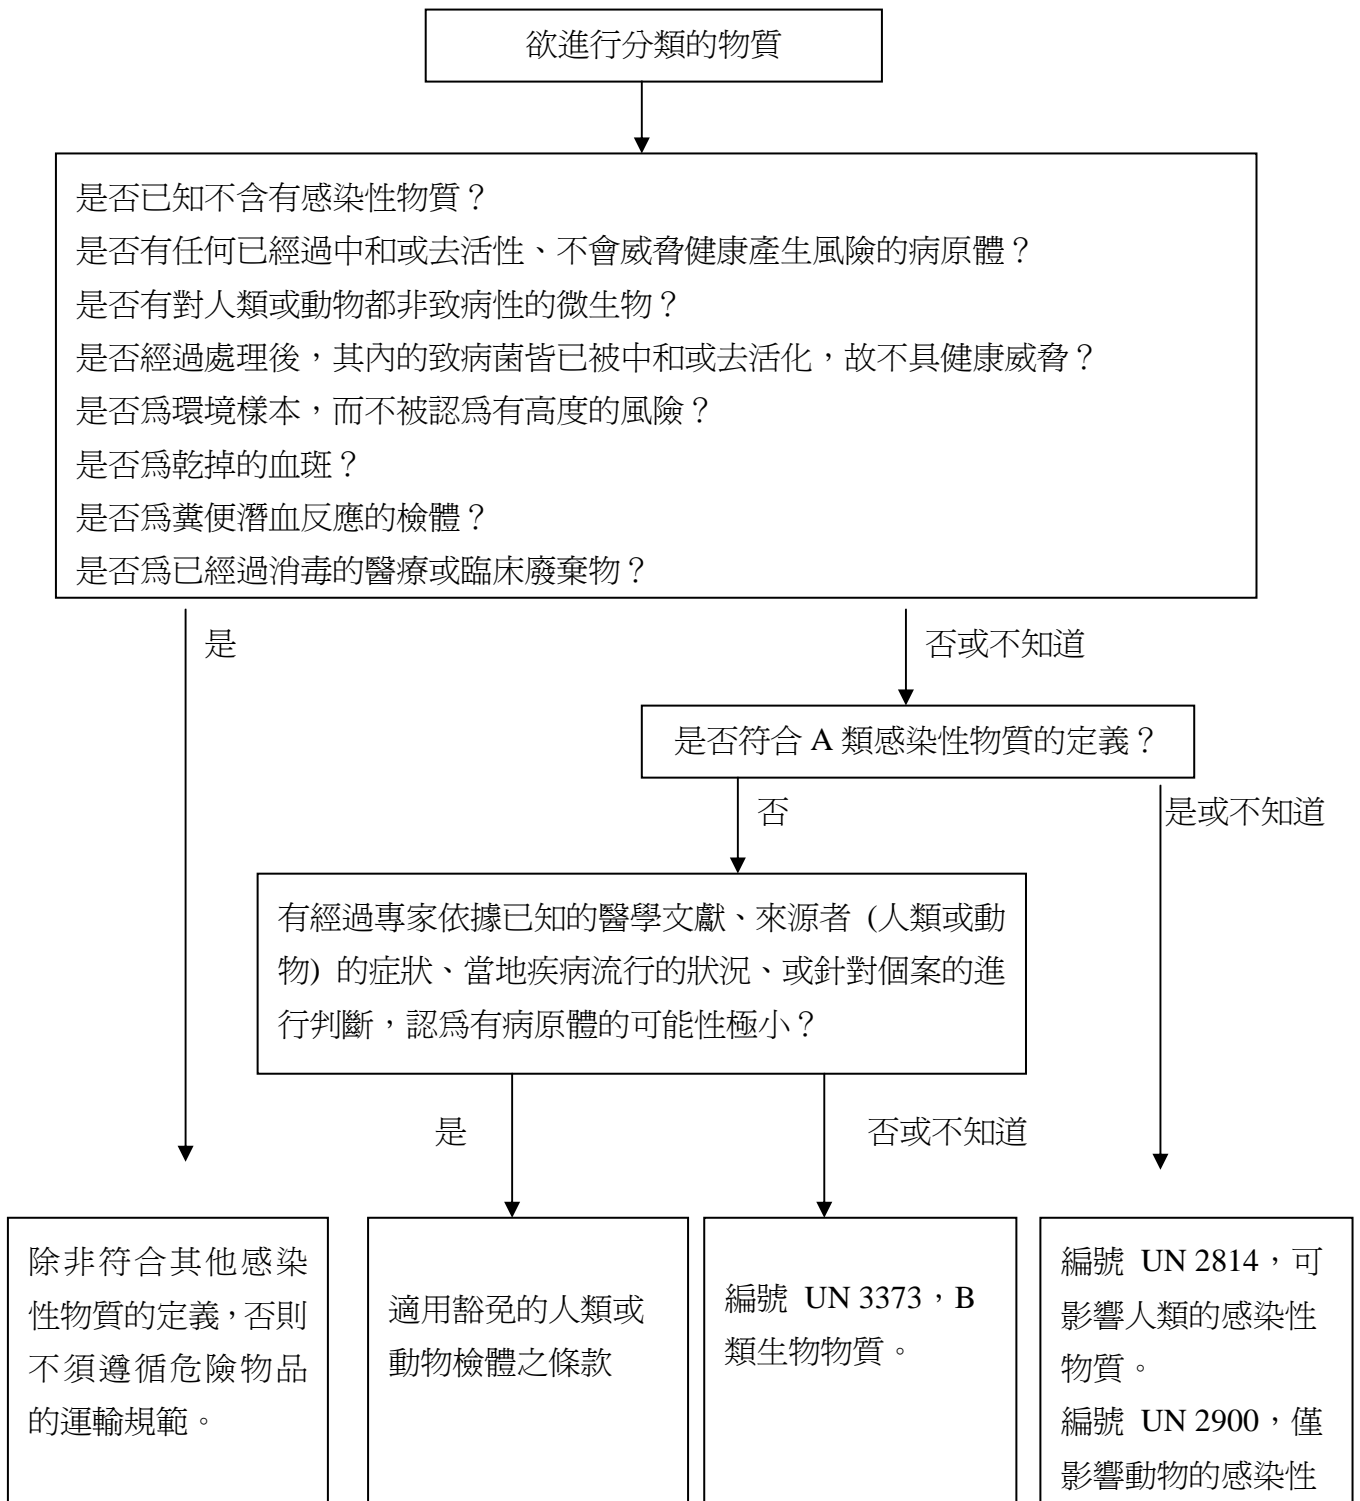 欲進行分類的物質
是否已知不含有感染性物質？
是否有任何已經過中和或去活性、不會威脅健康產生風險的病原體？
是否有對人類或動物都非致病性的微生物？
是否經過處理後，其內的致病菌皆已被中和或去活化，故不具健康威脅？
是否為環境樣本，而不被認為有高度的風險？
是否為乾掉的血斑？
是否為糞便潛血反應的檢體？
是否為已經過消毒的醫療或臨床廢棄物？
是
否或不知道
是否符合 A 類感染性物質的定義？
否
是或不知道
有經過專家依據已知的醫學文獻、來源者 (人類或動
物) 的症狀、當地疾病流行的狀況、或針對個案的進
行判斷，認為有病原體的可能性極小？
是
否或不知道
除非符合其他感染
性物質的定義，否則
不須遵循危險物品
的運輸規範。
適用豁免的人類或
動物檢體之條款
編號 UN 3373，B
類生物物質。
編號 UN 2814，可
影響人類的感染性
物質。
編號 UN 2900，僅
影響動物的感染性